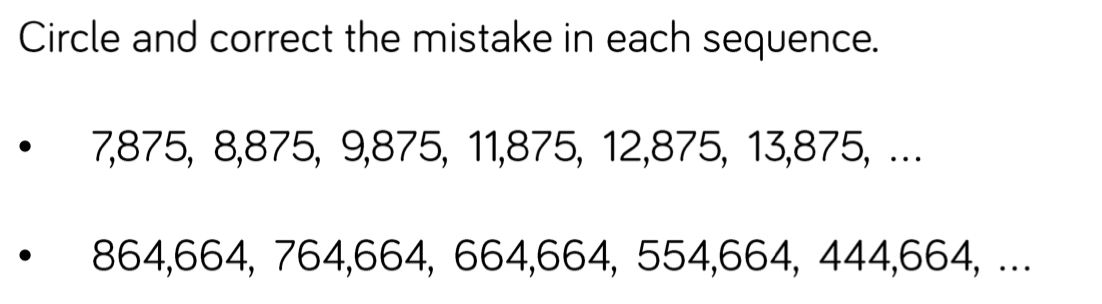 Circle and correct the mistake in each sequence.
• 7,875, 8,875, 9,875, 11,875, 12,875, 13,875, ...
• 864,664, 764,664, 664,664, 554,664, 444,664, ...